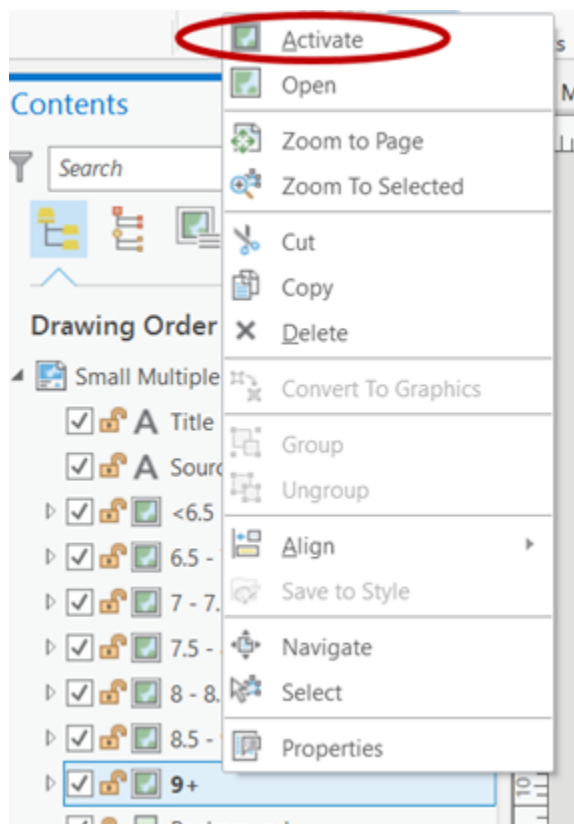 Activate
s
Open
Contents
M
Search
Zoom to Page
Zoom To Selected
Cut
Copy
Delete
Drawing Order
Small Multiple
Convert To Graphics
Title
Group
Sourc
Ungroup
<6.5
Align
6.5 -
Save to Style
7 - 7.
Navigate
7.5 -
Select
8 - 8.
Properties
8.5 -
9+
10